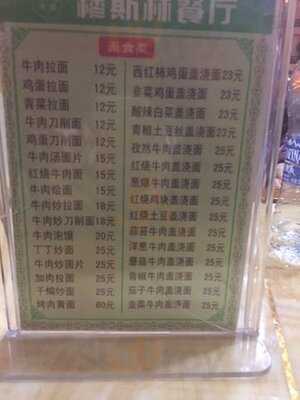 穆斯林餐厅
面食类
牛肉拉面 12元
鸡蛋拉面 12元
青菜拉面 12元
牛肉刀削面 12元
鸡蛋刀削面 12元
牛肉汤面片 15元
红烧牛肉面 15元
牛肉烩面 15元
牛肉炒拉面 18元
牛肉炒刀削面 18元
牛肉泡馍 20元
丁丁炒面 25元
牛肉炒面片 25元
加肉拉面 25元
干煸炒面 25元
烤肉黄面 60元
西红柿鸡蛋盖浇面 23元
韭菜鸡蛋盖浇面 23元
酸辣白菜盖浇面 23元
青椒土豆丝盖浇面 23元
孜然牛肉盖浇面 25元
红烧牛肉盖浇面 25元
葱爆牛肉盖浇面 25元
红烧鸡块盖浇面 25元
红烧土豆盖浇面 25元
蒜苔牛肉盖浇面 25元
洋葱牛肉盖浇面 25元
蘑菇牛肉盖浇面 25元
青椒牛肉盖浇面 25元
茄子牛肉盖浇面 25元
韭菜牛肉盖浇面 25元